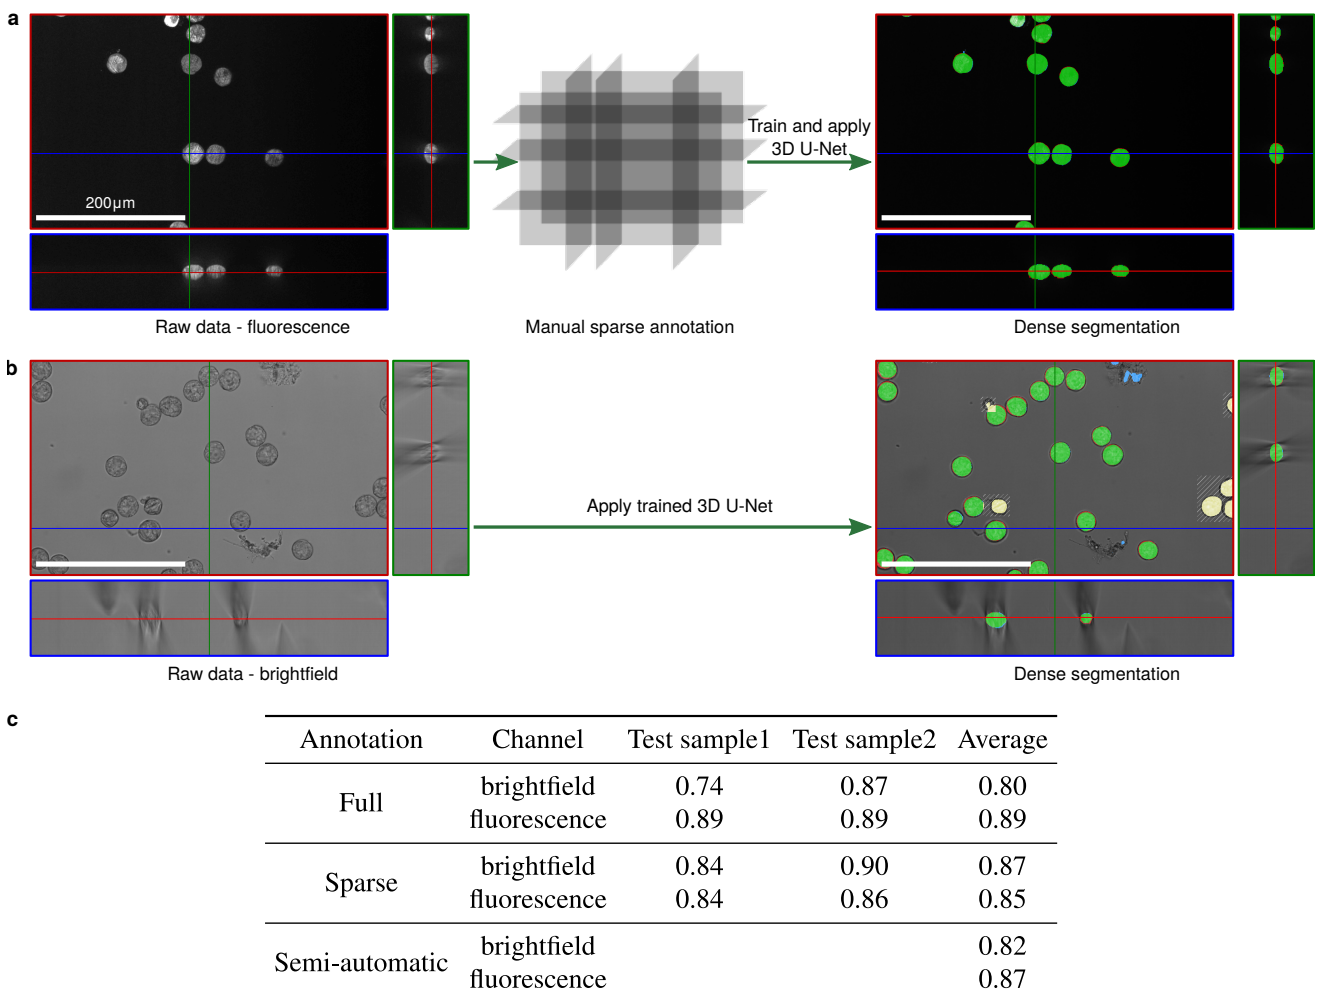 a
200µm
Train and apply
3D U-Net
Raw data - fluorescence
Manual sparse annotation
Dense segmentation
b
Apply trained 3D U-Net
Raw data - brightfield
Dense segmentation
c
Annotation Channel Test sample1 Test sample2 Average
Full
brightfield 0.74 0.87 0.80
fluorescence 0.89 0.89 0.89
Sparse
brightfield 0.84 0.90 0.87
fluorescence 0.84 0.86 0.85
Semi-automatic
brightfield 0.82
fluorescence 0.87